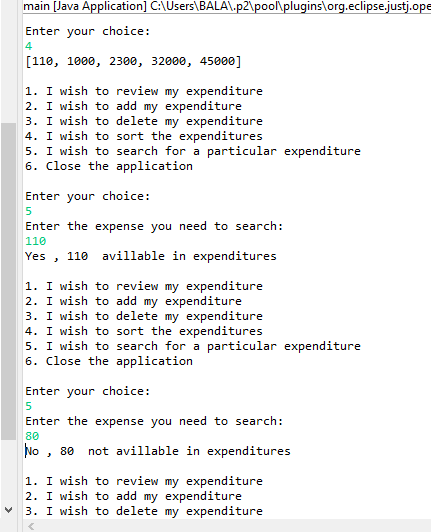 main [Java Application] C:\Users\BALA\.p2\pool\plugins\org.eclipse.justj.ope
Enter your choice:
4
[110, 1000, 2300, 32000, 45000]
1. I wish to review my expenditure
2. I wish to add my expenditure
3. I wish to delete my expenditure
4. I wish to sort the expenditures
5. I wish to search for a particular expenditure
6. Close the application
Enter your choice:
5
Enter the expense you need to search:
110
Yes , 110  avillable in expenditures
1. I wish to review my expenditure
2. I wish to add my expenditure
3. I wish to delete my expenditure
4. I wish to sort the expenditures
5. I wish to search for a particular expenditure
6. Close the application
Enter your choice:
5
Enter the expense you need to search:
80
No , 80  not avillable in expenditures
1. I wish to review my expenditure
2. I wish to add my expenditure
3. I wish to delete my expenditure